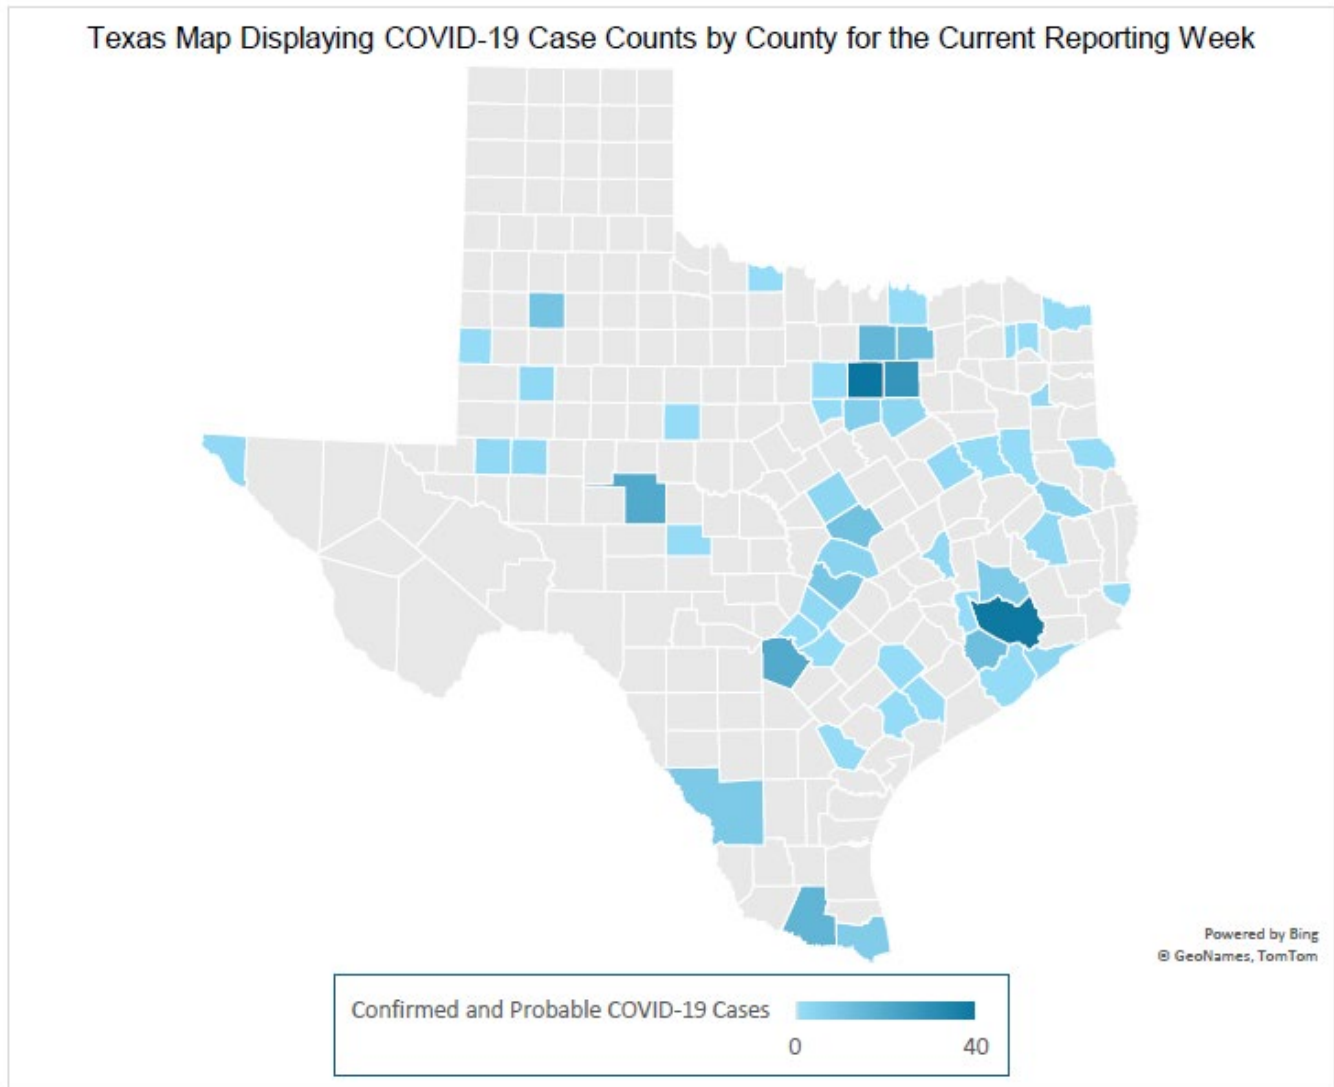 Texas Map Displaying COVID-19 Case Counts by County for the Current Reporting Week
Powered by Bing
© GeoNames, TomTom
Confirmed and Probable COVID-19 Cases
0 40